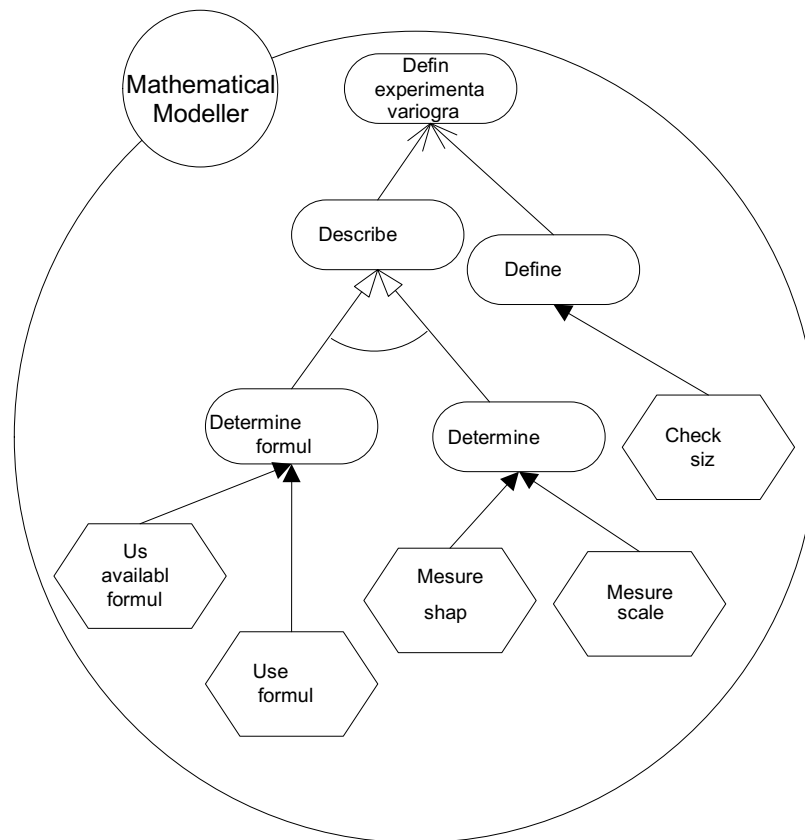 Mathematical
Modeller
Defin
experimenta
variogra
Describe
Define
Determine
formul
Determine
Check
siz
Us
availabl
formul
Mesure
shap
Mesure
scale
Use
formul